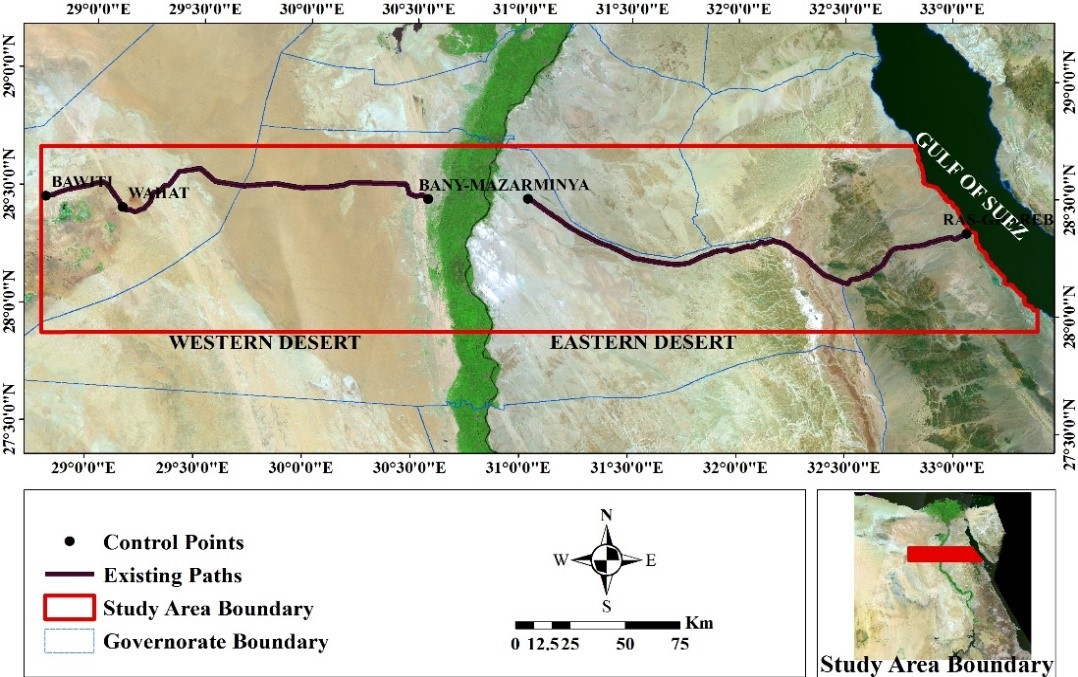 29°0'0"E 29°30'0"E 30°0'0"E 30°30'0"E 31°0'0"E 31°30'0"E 32°0'0"E 32°30'0"E 33°0'0"E
29°0'0"N
28°30'0"N
28°0'0"N
27°30'0"N
29°0'0"N
28°30'0"N
28°0'0"N
27°30'0"N
GULF OF SUEZ
BAWITI
WAHAT
BANY-MAZARMINYA
WESTERN DESERT
EASTERN DESERT
29°0'0"E 29°30'0"E 30°0'0"E 30°30'0"E 31°0'0"E 31°30'0"E 32°0'0"E 32°30'0"E 33°0'0"E
Control Points
Existing Paths
Study Area Boundary
Governorate Boundary
N
W E
S
Km
0 12,525 50 75
Study Area Boundary